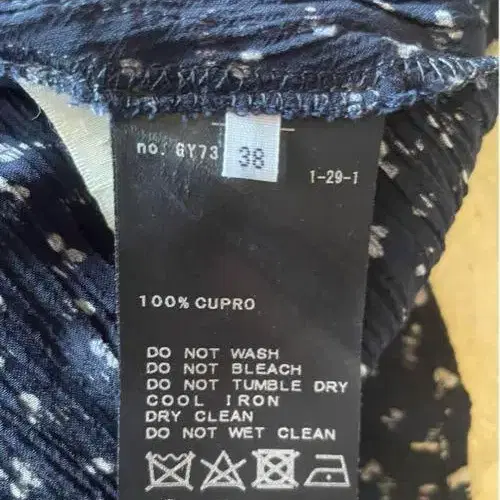 no. GY73
38
1-29-1
100% CUPRO
DO NOT WASH
DO NOT BLEACH
DO NOT TUMBLE DRY
COOL IRON
DRY CLEAN
DO NOT WET CLEAN